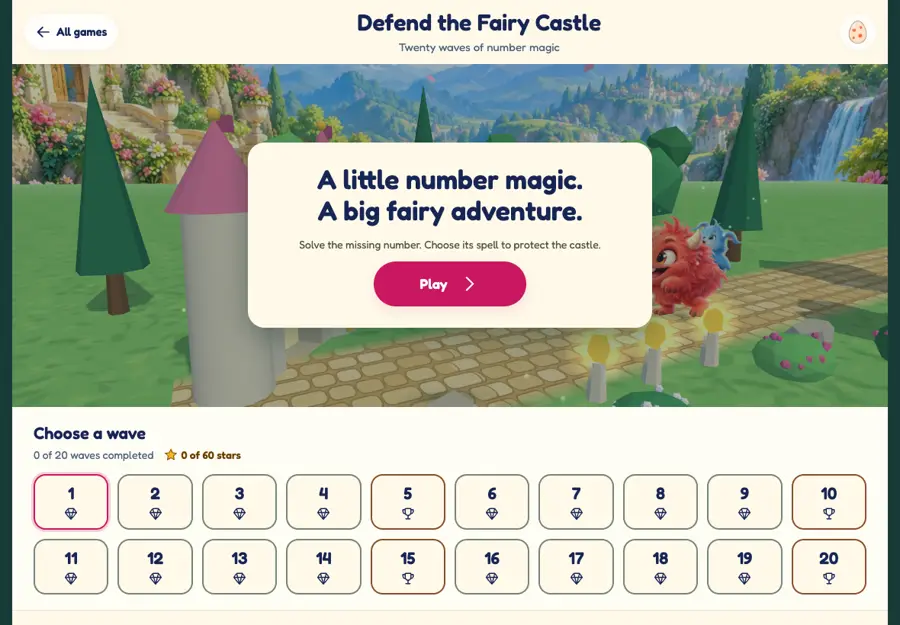 All games
Defend the Fairy Castle
Twenty waves of number magic
A little number magic.
A big fairy adventure.
Solve the missing number. Choose its spell to protect the castle.
Play
Choose a wave
0 of 20 waves completed 0 of 60 stars
1 2 3 4 5 6 7 8 9 10
11 12 13 14 15 16 17 18 19 20